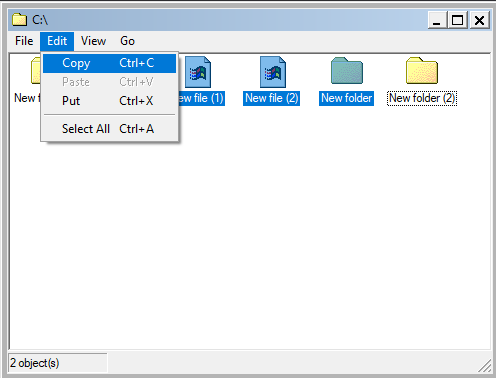 C:\
File Edit View Go
Copy Ctrl+C
Paste Ctrl+V
Put Ctrl+X
Select All Ctrl+A
New file (1)
New file (2)
New folder
New folder (2)
2 object(s)